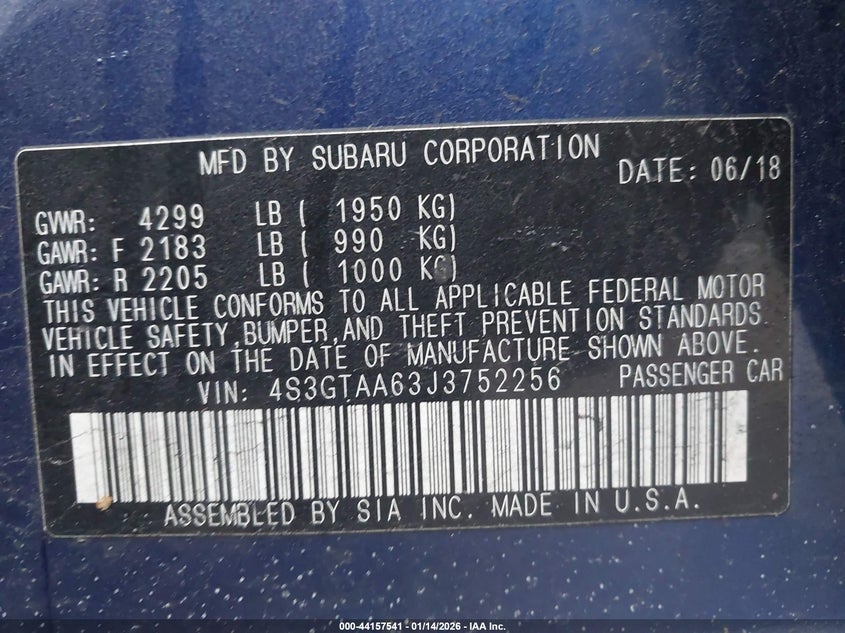 MFD BY SUBARU CORPORATION DATE: 06/18
GVWR: 4299 LB ( 1950 KG)
GAWR: F 2183 LB ( 990 KG)
GAWR: R 2205 LB ( 1000 KG)
THIS VEHICLE CONFORMS TO ALL APPLICABLE FEDERAL MOTOR
VEHICLE SAFETY,BUMPER,AND THEFT PREVENTION STANDARDS
IN EFFECT ON THE DATE OF MANUFACTURE SHOWN ABOVE.
VIN: 4S3GTAA63J3752256 PASSENGER CAR
ASSEMBLED BY SIA INC. MADE IN U.S.A.
000-44157541 - 01/14/2026 - IAA Inc.